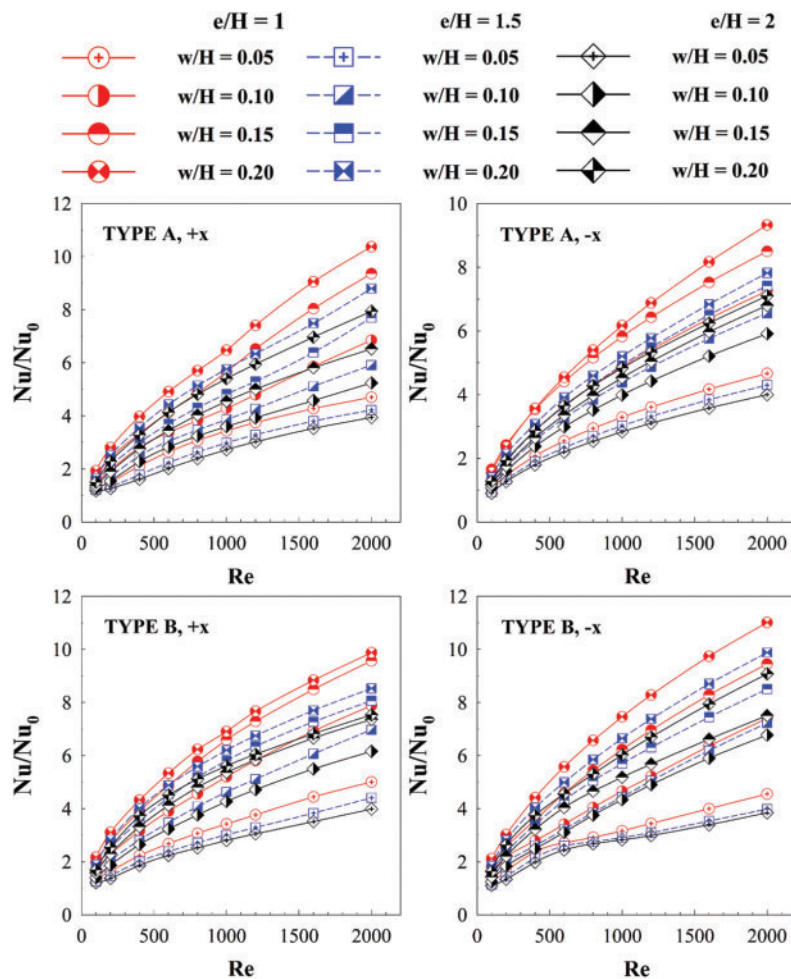 e/H = 1 e/H = 1.5 e/H = 2
w/H = 0.05 w/H = 0.05 w/H = 0.05
w/H = 0.10 w/H = 0.10 w/H = 0.10
w/H = 0.15 w/H = 0.15 w/H = 0.15
w/H = 0.20 w/H = 0.20 w/H = 0.20
TYPE A, +x
Nu/Nu0
12
10
8
6
4
2
0
0 500 1000 1500 2000
Re
TYPE A, -x
Nu/Nu0
10
8
6
4
2
0
0 500 1000 1500 2000
Re
TYPE B, +x
Nu/Nu0
12
10
8
6
4
2
0
0 500 1000 1500 2000
Re
TYPE B, -x
Nu/Nu0
12
10
8
6
4
2
0
0 500 1000 1500 2000
Re